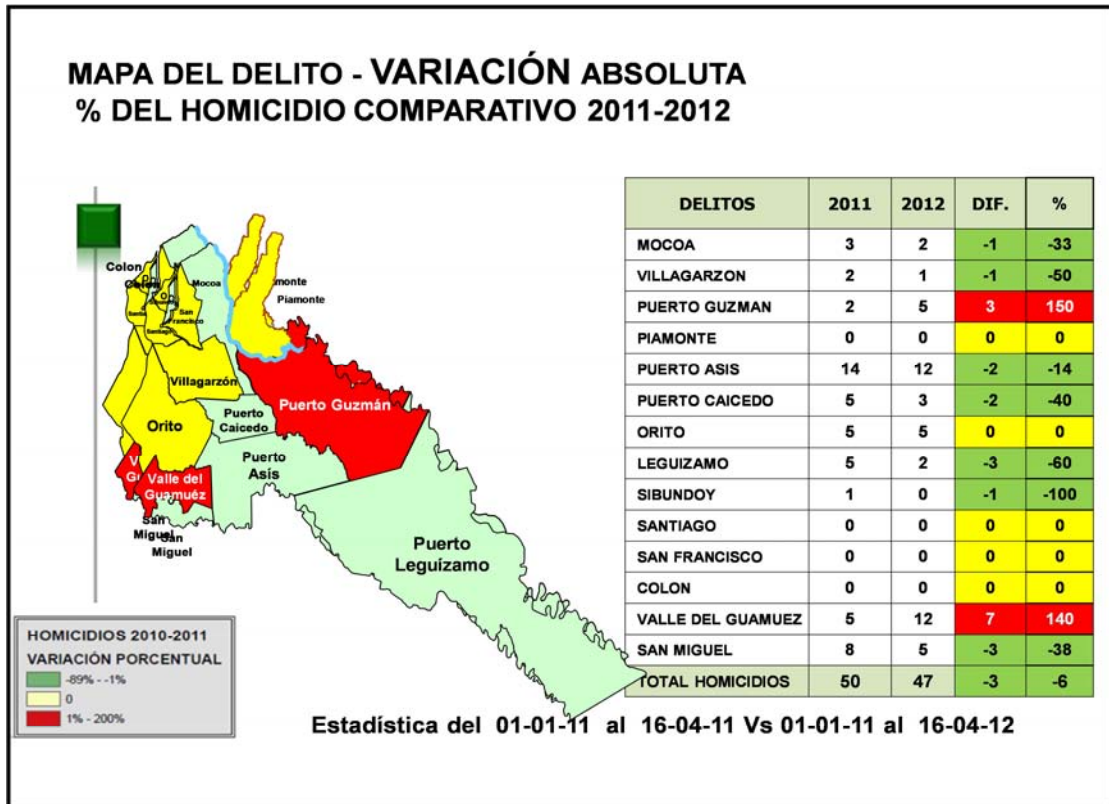 MAPA DEL DELITO - VARIACIÓN ABSOLUTA
% DEL HOMICIDIO COMPARATIVO 2011-2012
Colon
Mocoa
monte
Piamonte
San
Francisco
Santiago
Villagarzón
Puerto Guzmán
Orito
Puerto
Caicedo
Puerto
Asís
Valle del
Guamuéz
San
Miguel
San
Miguel
Puerto
Leguízamo
HOMICIDIOS 2010-2011
VARIACIÓN PORCENTUAL
-89% - -1%
0
1% - 200%
DELITOS 2011 2012 DIF. %
MOCOA 3 2 -1 -33
VILLAGARZON 2 1 -1 -50
PUERTO GUZMAN 2 5 3 150
PIAMONTE 0 0 0 0
PUERTO ASIS 14 12 -2 -14
PUERTO CAICEDO 5 3 -2 -40
ORITO 5 5 0 0
LEGUIZAMO 5 2 -3 -60
SIBUNDOY 1 0 -1 -100
SANTIAGO 0 0 0 0
SAN FRANCISCO 0 0 0 0
COLON 0 0 0 0
VALLE DEL GUAMUEZ 5 12 7 140
SAN MIGUEL 8 5 -3 -38
TOTAL HOMICIDIOS 50 47 -3 -6
Estadística del 01-01-11 al 16-04-11 Vs 01-01-11 al 16-04-12